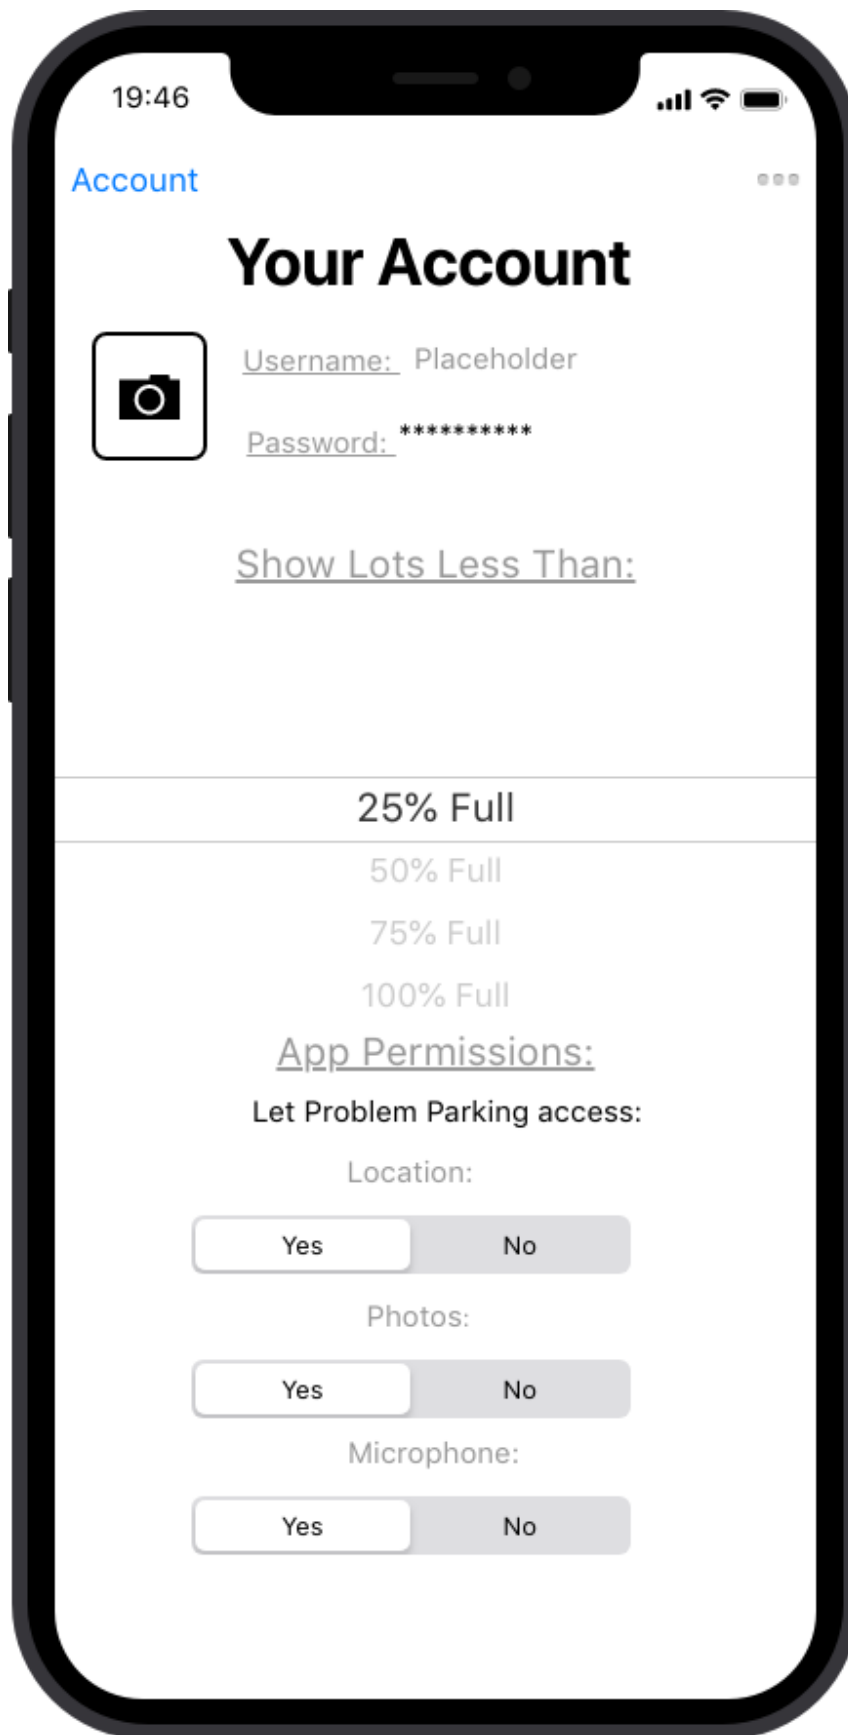 19:46
Account
Your Account
Username: Placeholder
Password: **********
Show Lots Less Than:
25% Full
50% Full
75% Full
100% Full
App Permissions:
Let Problem Parking access:
Location:
Yes No
Photos:
Yes No
Microphone:
Yes No